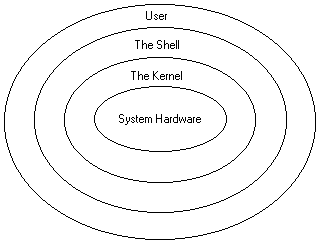 User
The Shell
The Kernel
System Hardware